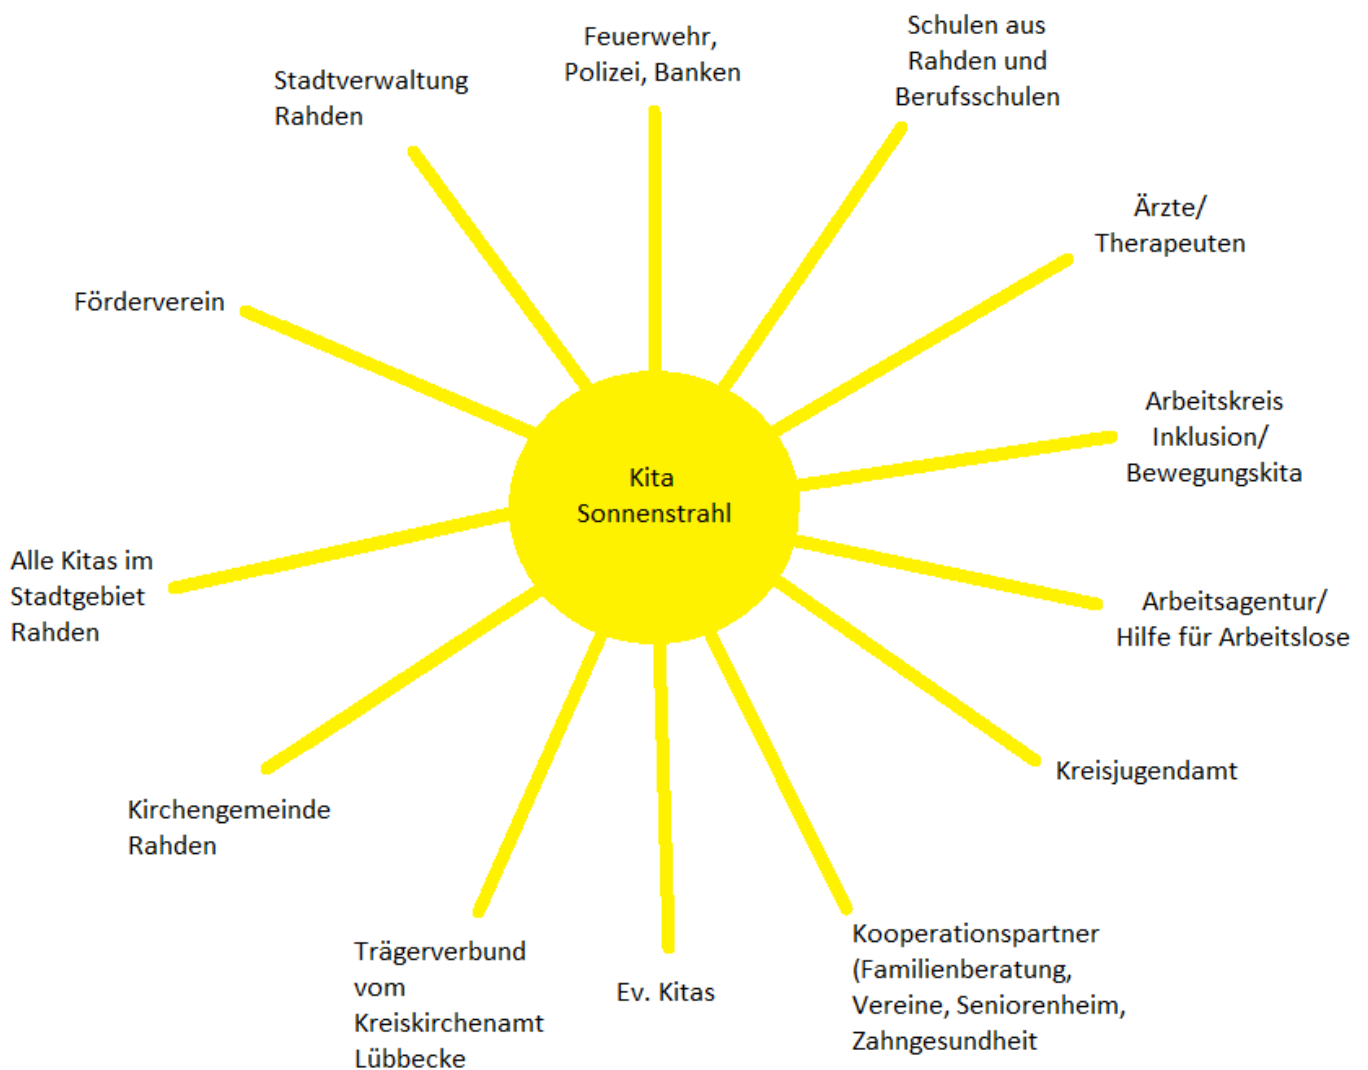 Feuerwehr,
Polizei, Banken
Schulen aus
Rahden und
Berufsschulen
Ärzte/
Therapeuten
Arbeitskreis
Inklusion/
Bewegungskita
Arbeitsagentur/
Hilfe für Arbeitslose
Kreisjugendamt
Kooperationspartner
(Familienberatung,
Vereine, Seniorenheim,
Zahngesundheit
Ev. Kitas
Trägerverbund
vom
Kreiskirchenamt
Lübbecke
Kirchengemeinde
Rahden
Alle Kitas im
Stadtgebiet
Rahden
Förderverein
Stadtverwaltung
Rahden
Kita
Sonnenstrahl